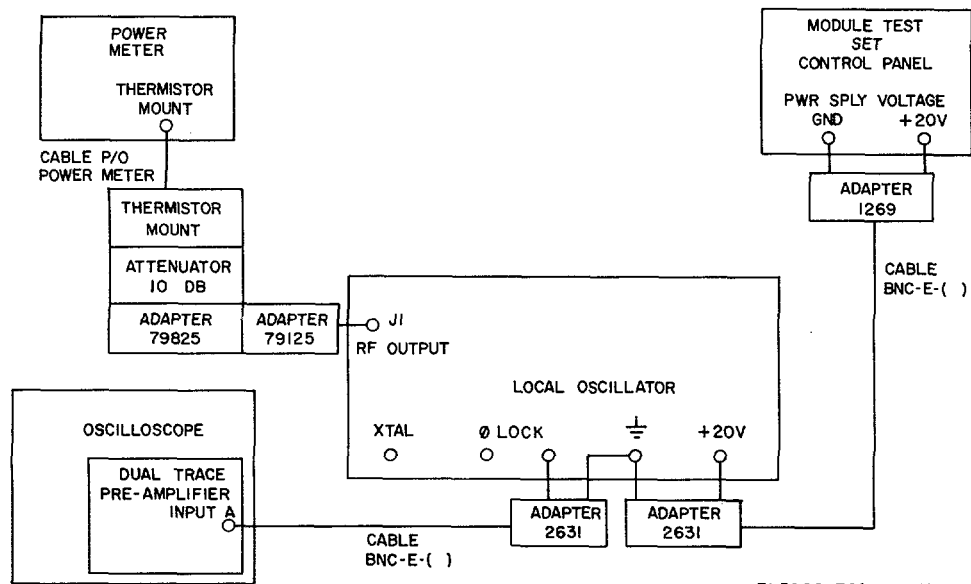 POWER
METER
THERMISTOR
MOUNT
CABLE P/O
POWER METER
THERMISTOR
MOUNT
ATTENUATOR
10 DB
ADAPTER
79825
ADAPTER
79125
J1
RF OUTPUT
MODULE TEST
SET
CONTROL PANEL
PWR SPLY VOLTAGE
GND +20V
ADAPTER
1269
CABLE
BNC-E-( )
LOCAL OSCILLATOR
XTAL Ø LOCK +20V
OSCILLOSCOPE
DUAL TRACE
PRE-AMPLIFIER
INPUT A
CABLE
BNC-E-( )
ADAPTER
2631
ADAPTER
2631